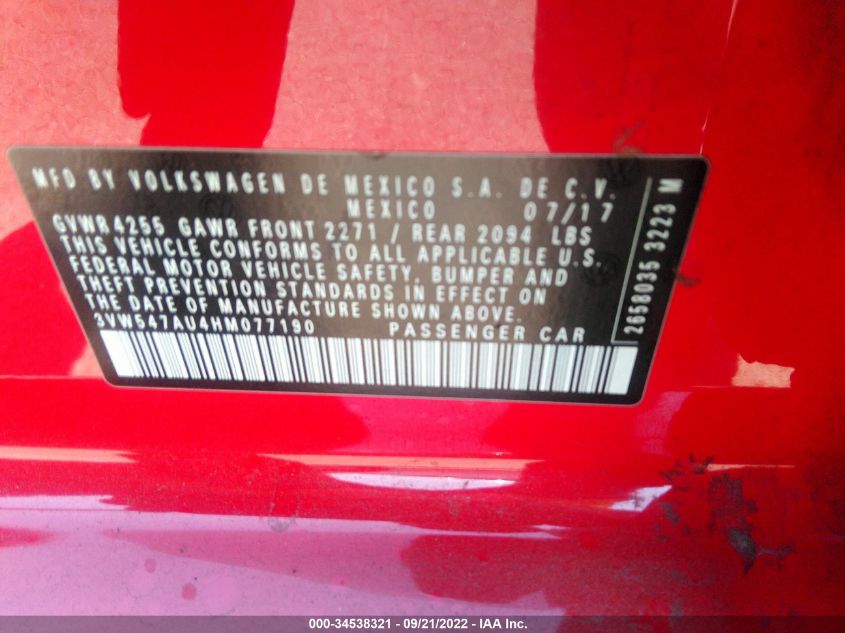 MFD BY VOLKSWAGEN DE MEXICO S.A. DE C.V.
MEXICO 07/17
GVWR 4255 GAWR FRONT 2271 / REAR 2094 LBS
THIS VEHICLE CONFORMS TO ALL APPLICABLE U.S.
FEDERAL MOTOR VEHICLE SAFETY, BUMPER AND
THEFT PREVENTION STANDARDS IN EFFECT ON
THE DATE OF MANUFACTURE SHOWN ABOVE.
3VW547AU4HM077190 PASSENGER CAR
2658035 3223 M
000-34538321 - 09/21/2022 - IAA Inc.